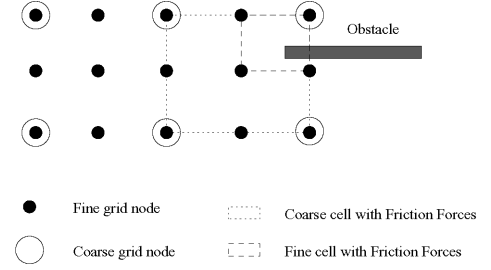 Obstacle
Fine grid node
Coarse cell with Friction Forces
Coarse grid node
Fine cell with Friction Forces